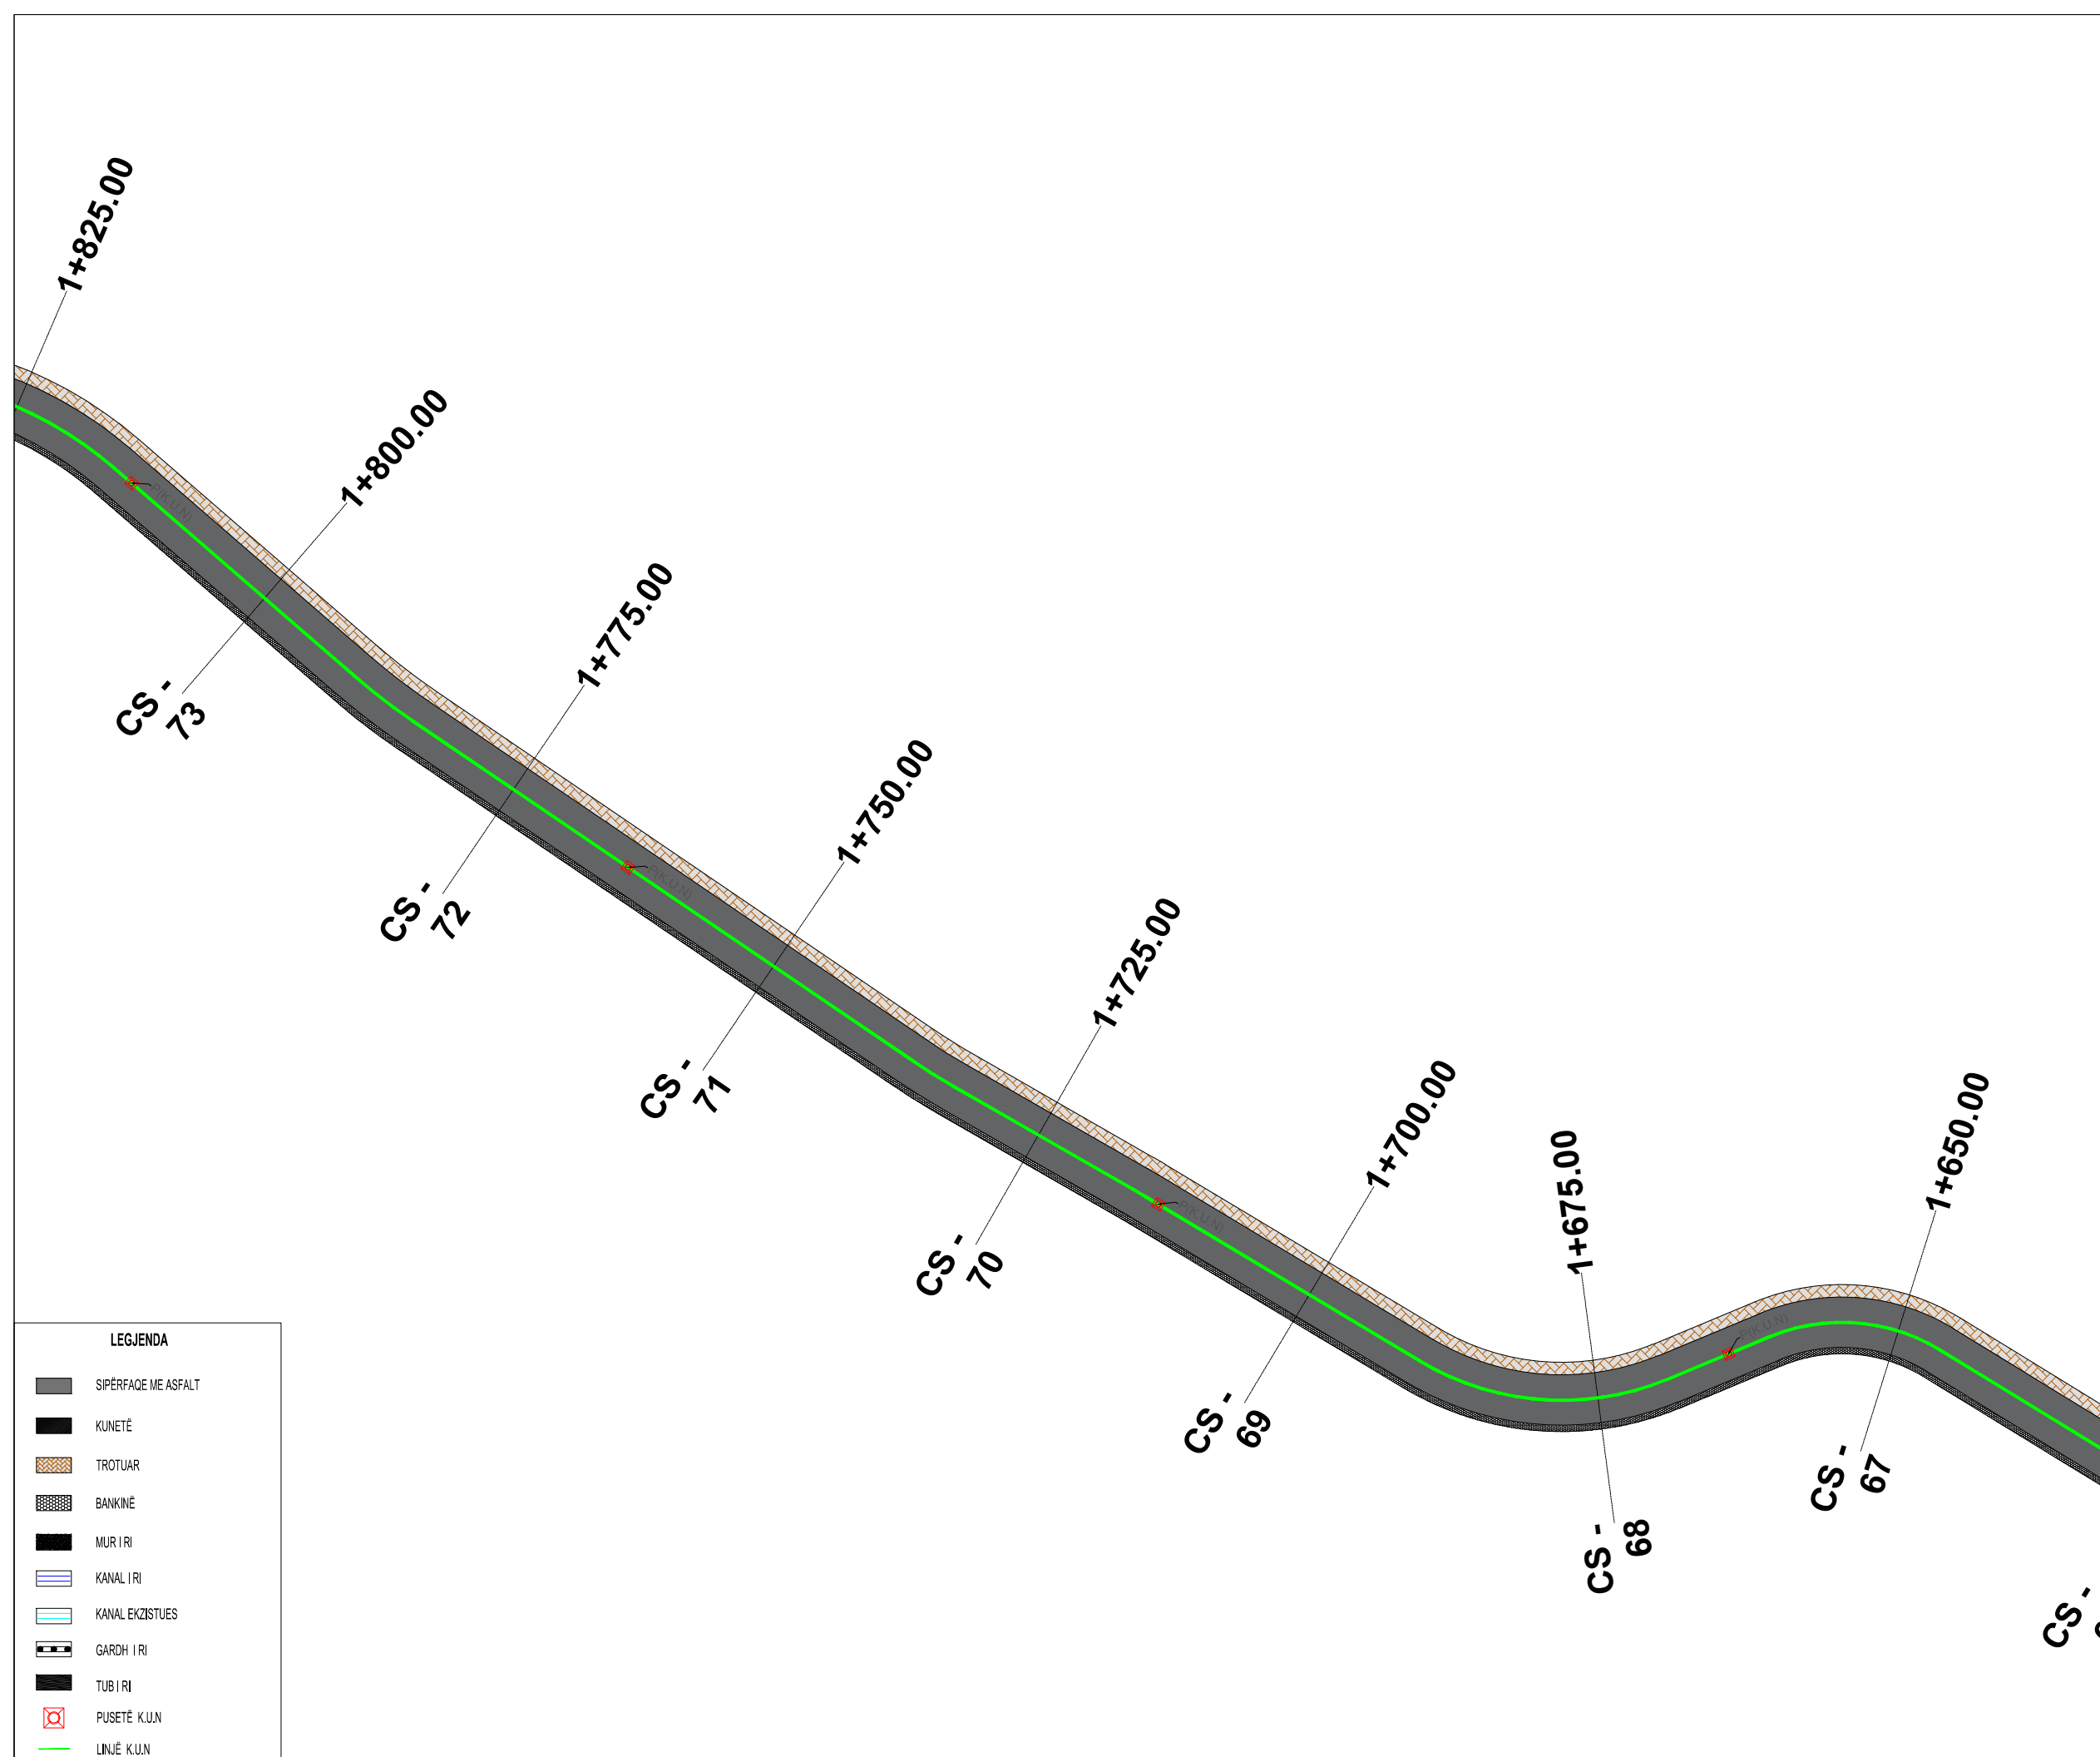 1+825.00
1+800.00
1+775.00
1+750.00
1+725.00
1+700.00
1+675.00
1+650.00
P(K.U.N)
P(K.U.N)
P(K.U.N)
P(K.U.N)
CS -
73
CS -
72
CS -
71
CS -
70
CS -
69
CS -
68
CS -
67
CS -
LEGJENDA
SIPËRFAQE ME ASFALT
KUNETË
TROTUAR
BANKINË
MUR I RI
KANAL I RI
KANAL EKZISTUES
GARDH I RI
TUB I RI
PUSETË K.U.N
LINJË K.U.N